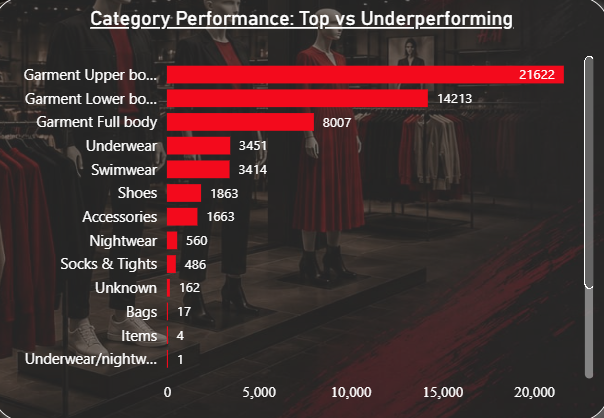 Category Performance: Top vs Underperforming
Garment Upper bo... 21622
Garment Lower bo... 14213
Garment Full body 8007
Underwear 3451
Swimwear 3414
Shoes 1863
Accessories 1663
Nightwear 560
Socks & Tights 486
Unknown 162
Bags 17
Items 4
Underwear/nightw... 1
0 5,000 10,000 15,000 20,000